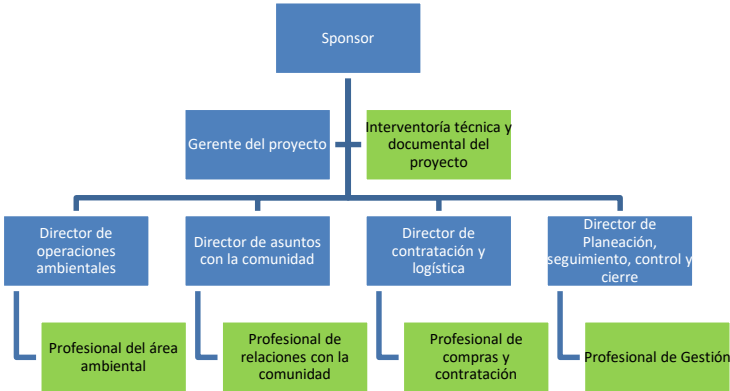 Sponsor
Gerente del proyecto
Interventoría técnica y
documental del
proyecto
Director de
operaciones
ambientales
Director de asuntos
con la comunidad
Director de
contratación y
logística
Director de
Planeación,
seguimiento, control y
cierre
Profesional del área
ambiental
Profesional de
relaciones con la
comunidad
Profesional de
compras y
contratación
Profesional de Gestión